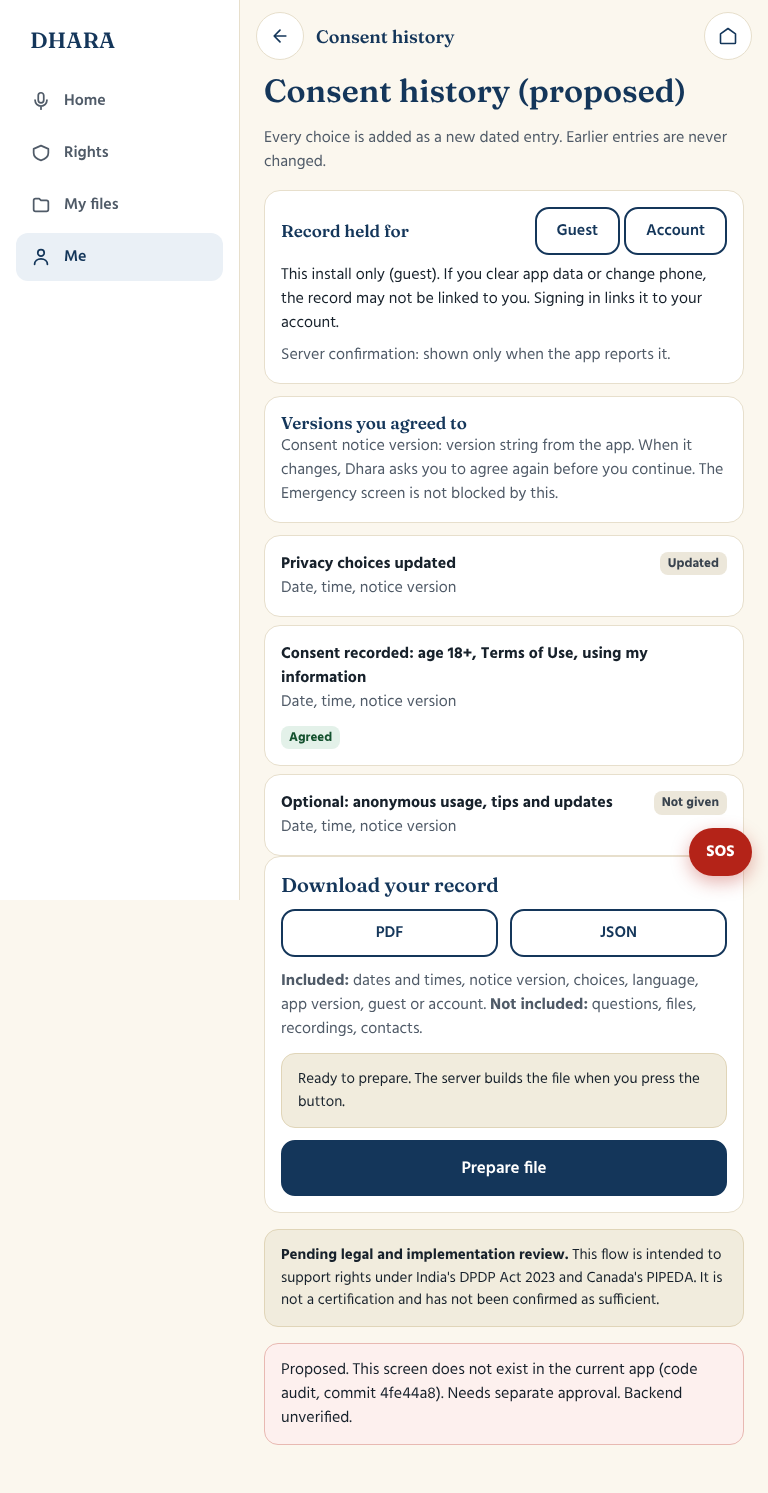 DHARA
Home
Rights
My files
Me
Consent history
Consent history (proposed)
Every choice is added as a new dated entry. Earlier entries are never
changed.
Record held for
Guest
Account
This install only (guest). If you clear app data or change phone,
the record may not be linked to you. Signing in links it to your
account.
Server confirmation: shown only when the app reports it.
Versions you agreed to
Consent notice version: version string from the app. When it
changes, Dhara asks you to agree again before you continue. The
Emergency screen is not blocked by this.
Privacy choices updated
Updated
Date, time, notice version
Consent recorded: age 18+, Terms of Use, using my
information
Date, time, notice version
Agreed
Optional: anonymous usage, tips and updates
Not given
Date, time, notice version
SOS
Download your record
PDF
JSON
Included: dates and times, notice version, choices, language,
app version, guest or account. Not included: questions, files,
recordings, contacts.
Ready to prepare. The server builds the file when you press the
button.
Prepare file
Pending legal and implementation review. This flow is intended to
support rights under India's DPDP Act 2023 and Canada's PIPEDA. It is
not a certification and has not been confirmed as sufficient.
Proposed. This screen does not exist in the current app (code
audit, commit 4fe44a8). Needs separate approval. Backend
unverified.